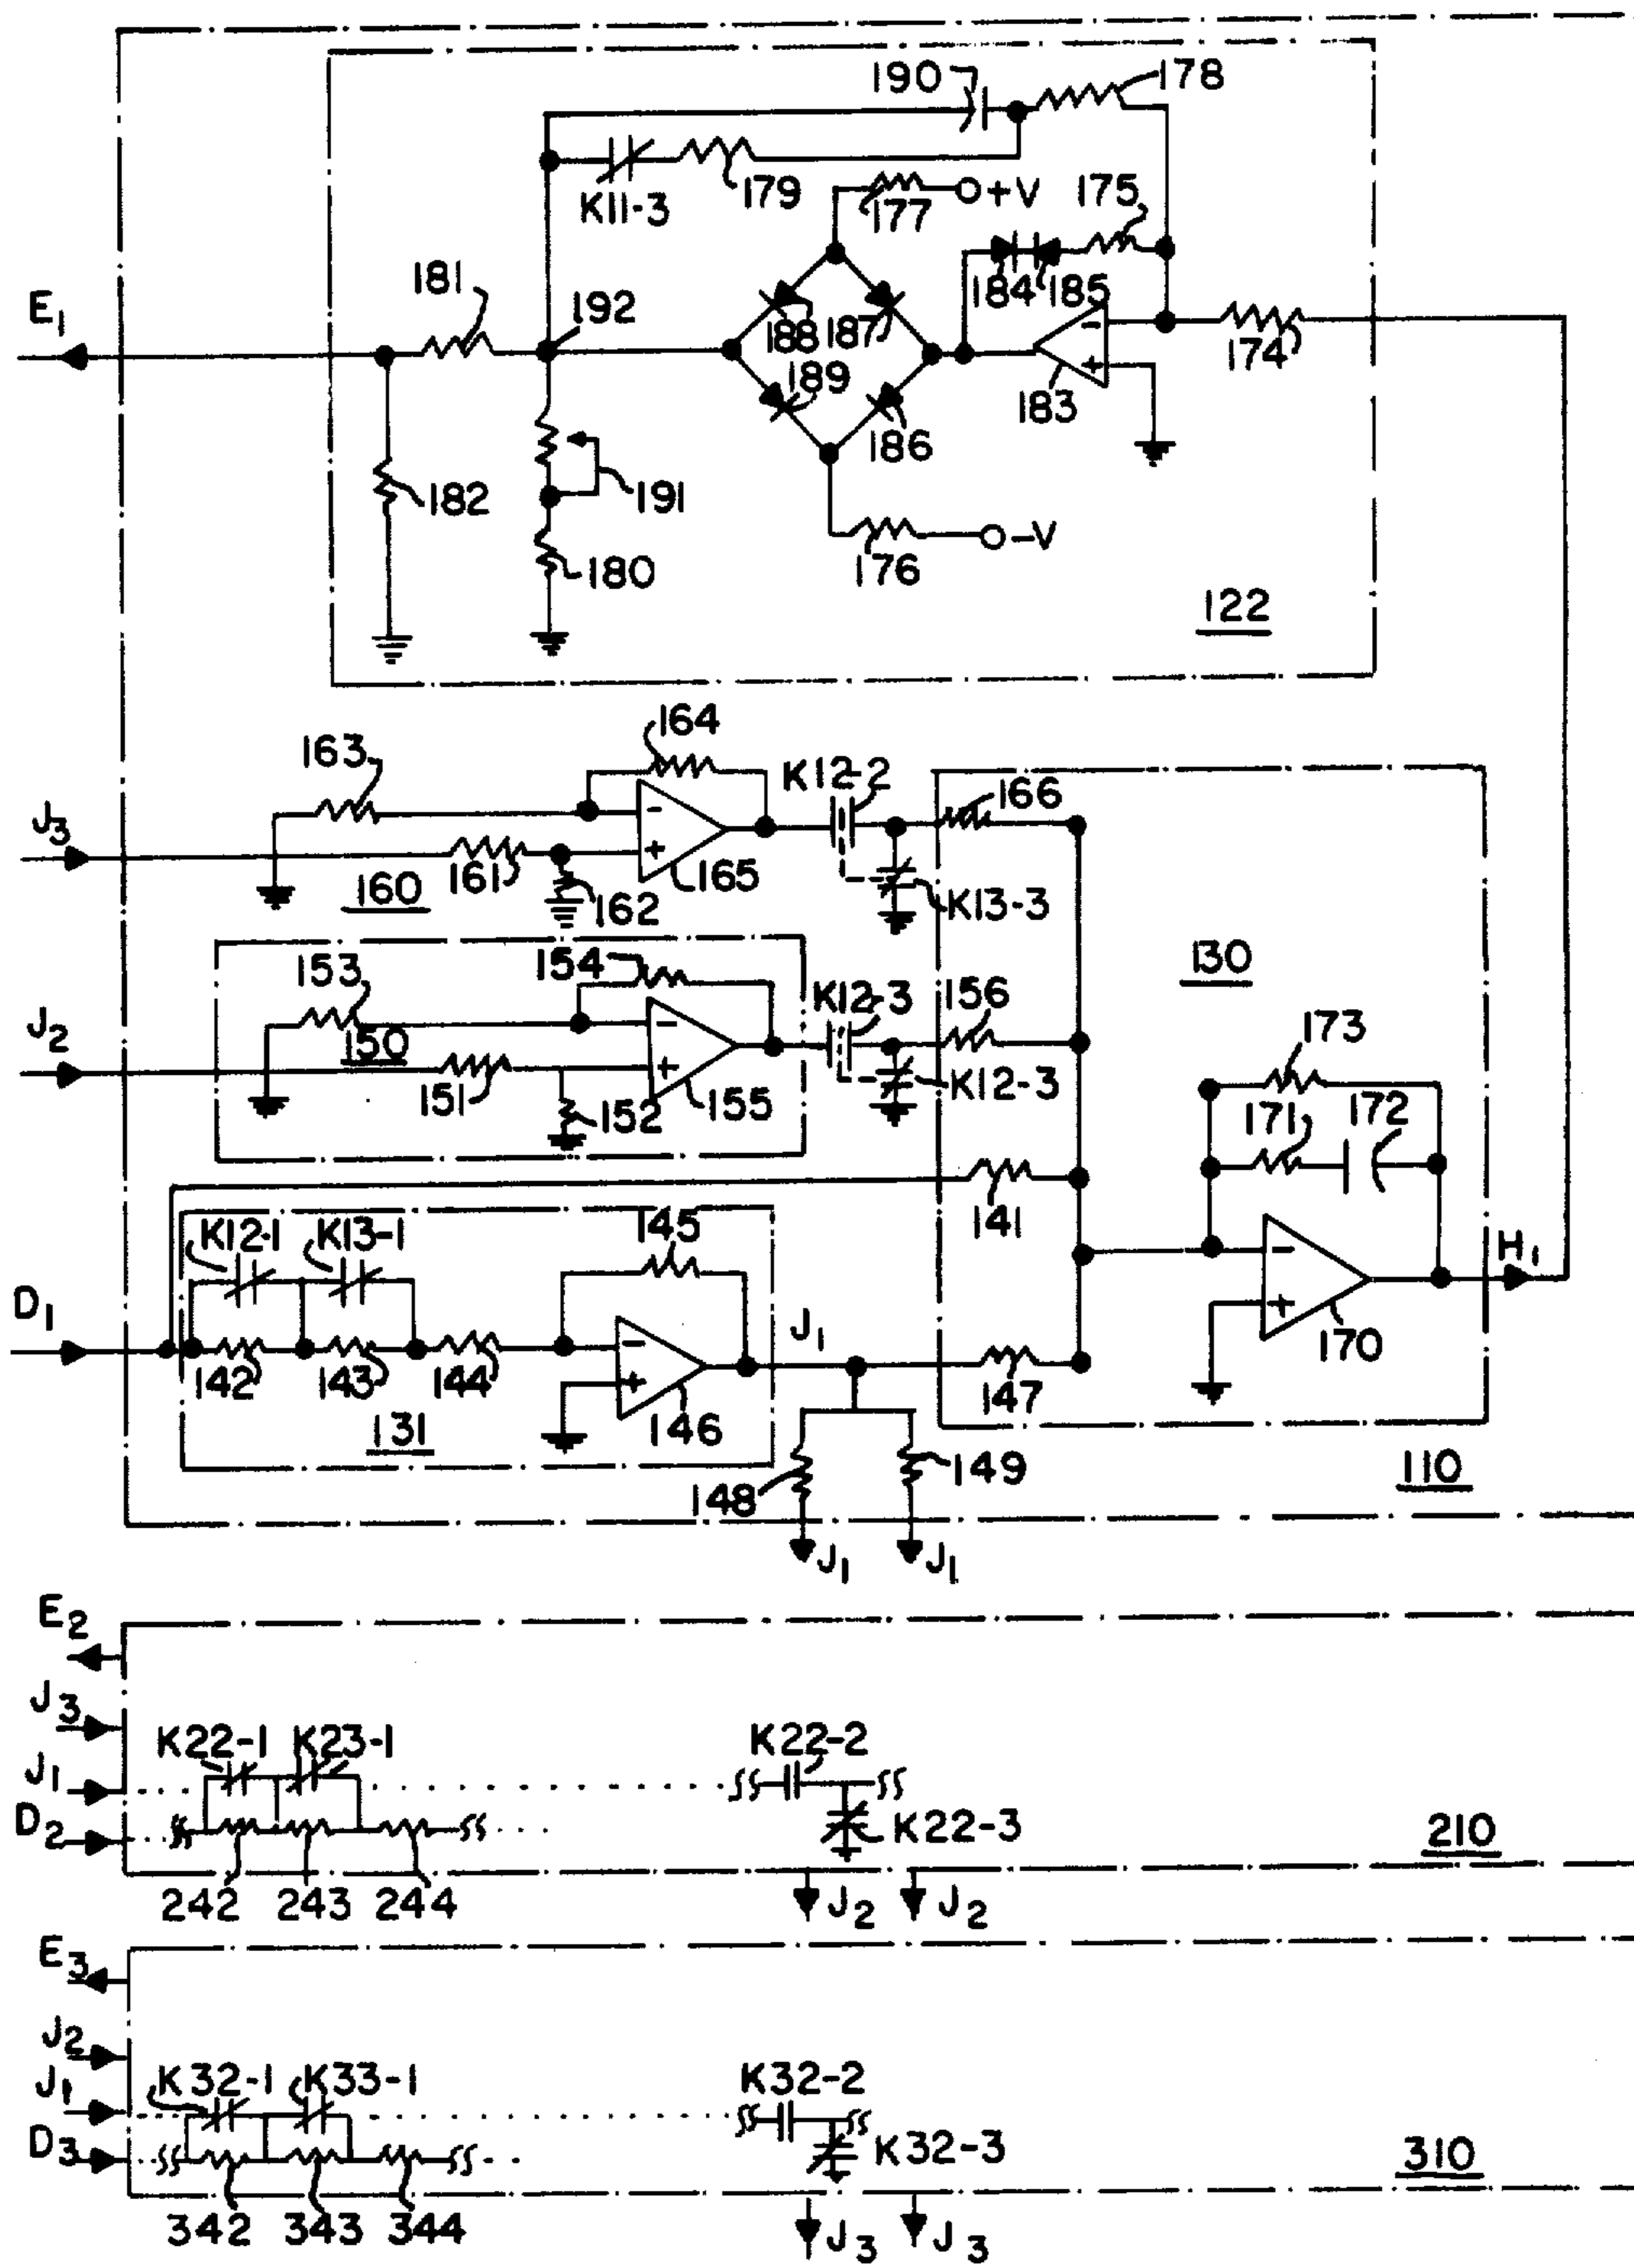 190 178
K11-3 179 177 +V 175
184 185
E1 181 192 188 187 174
189 183
182 191 186
180 176 -V
122
163 164 K12-2 166
J3 161 165 K13-3
160 162
153 154 K12-3 156 130
J2 150 173
151 152 155 K12-3 171 172
K12-1 K13-1 145 141 H1
D1 J1
142 143 144 146 147 170
131 149 110
148
J1 J1
E2
J3 K22-1 K23-1 K22-2
J1
D2 K22-3 210
242 243 244 J2 J2
E3
J2
J1 K32-1 K33-1 K32-2
D3 K32-3 310
342 343 344 J3 J3